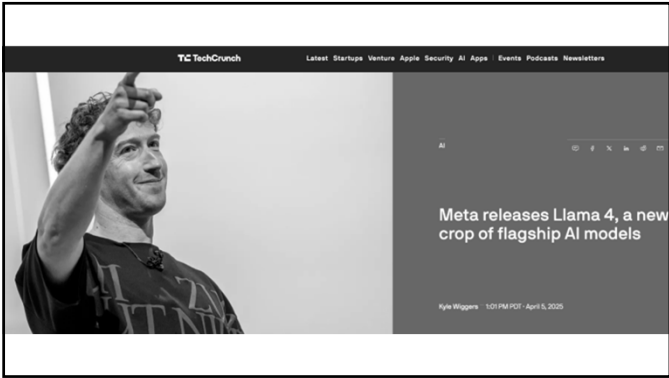 TechCrunch
Latest Startups Venture Apple Security AI Apps | Events Podcasts Newsletters
AI
Meta releases Llama 4, a new
crop of flagship AI models
Kyle Wiggers
1:01 PM PDT · April 5, 2025